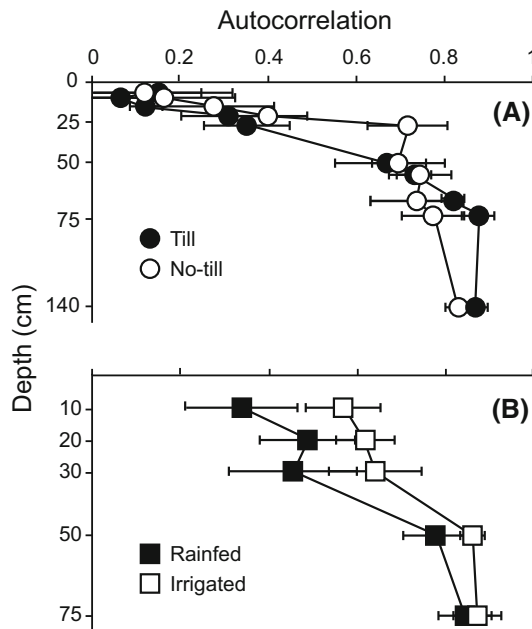 Autocorrelation
0 0.2 0.4 0.6 0.8 1
0
25
50
75
140
(A)
Till
No-till
Depth (cm)
10
20
30
50
75
(B)
Rainfed
Irrigated